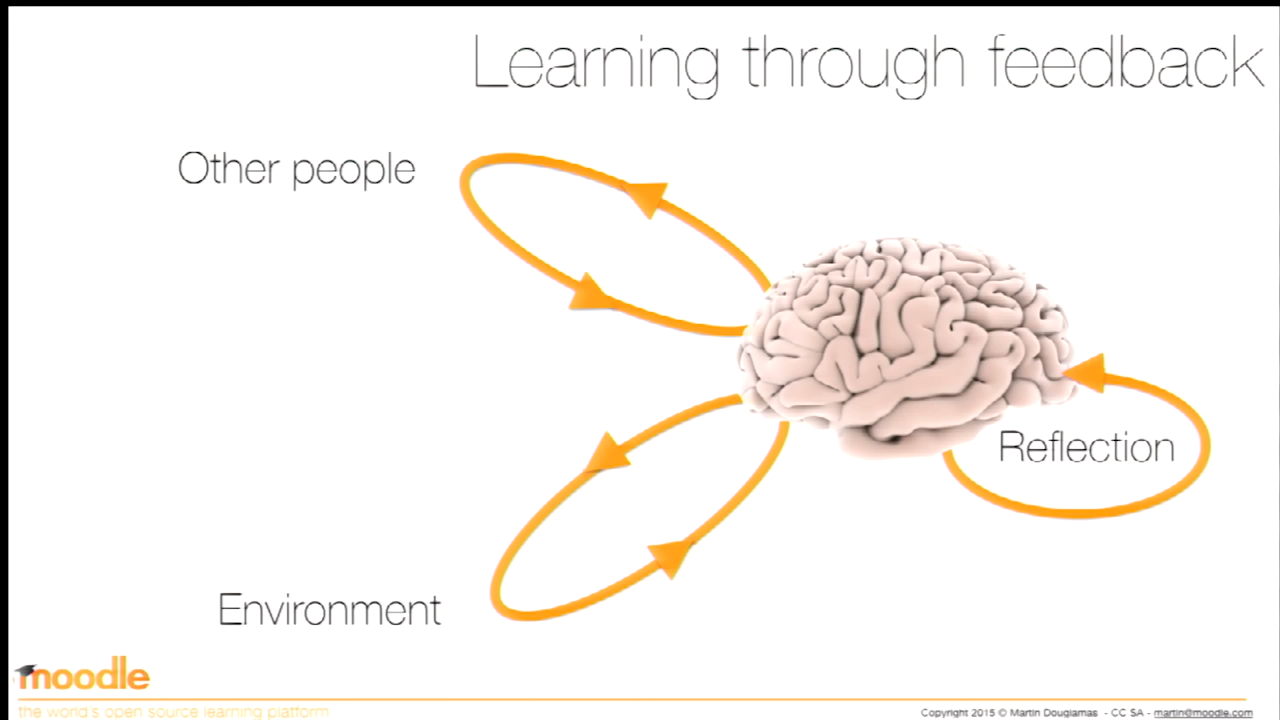 Learning through feedback
Other people
Reflection
Environment
moodle
the world's open source learning platform
Copyright 2015 © Martin Dougiamas - CC SA - martin@moodle.com